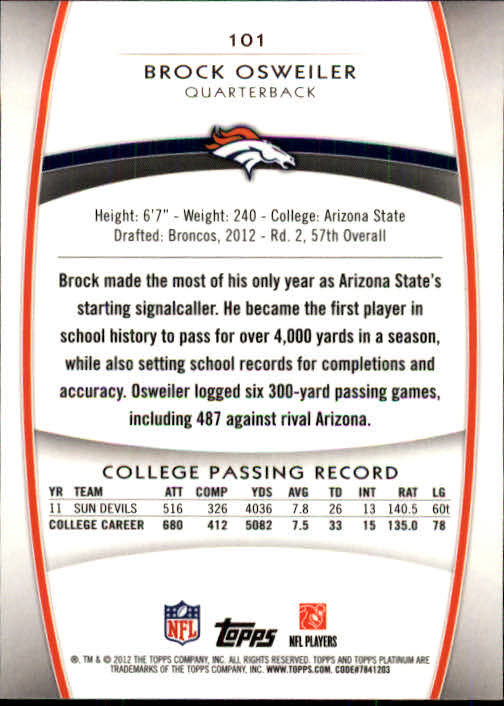 101
BROCK OSWEILER
QUARTERBACK
Height: 6'7" - Weight: 240 - College: Arizona State
Drafted: Broncos, 2012 - Rd. 2, 57th Overall
Brock made the most of his only year as Arizona State's
starting signalcaller. He became the first player in
school history to pass for over 4,000 yards in a season,
while also setting school records for completions and
accuracy. Osweiler logged six 300-yard passing games,
including 487 against rival Arizona.
COLLEGE PASSING RECORD
YR TEAM ATT COMP YDS AVG TD INT RAT LG
11 SUN DEVILS 516 326 4036 7.8 26 13 140.5 60t
COLLEGE CAREER 680 412 5082 7.5 33 15 135.0 78
NFL Topps NFL PLAYERS
®, TM & © 2012 THE TOPPS COMPANY, INC. ALL RIGHTS RESERVED. TOPPS AND TOPPS PLATINUM ARE
TRADEMARKS OF THE TOPPS COMPANY, INC. WWW.TOPPS.COM. CODE#7841203